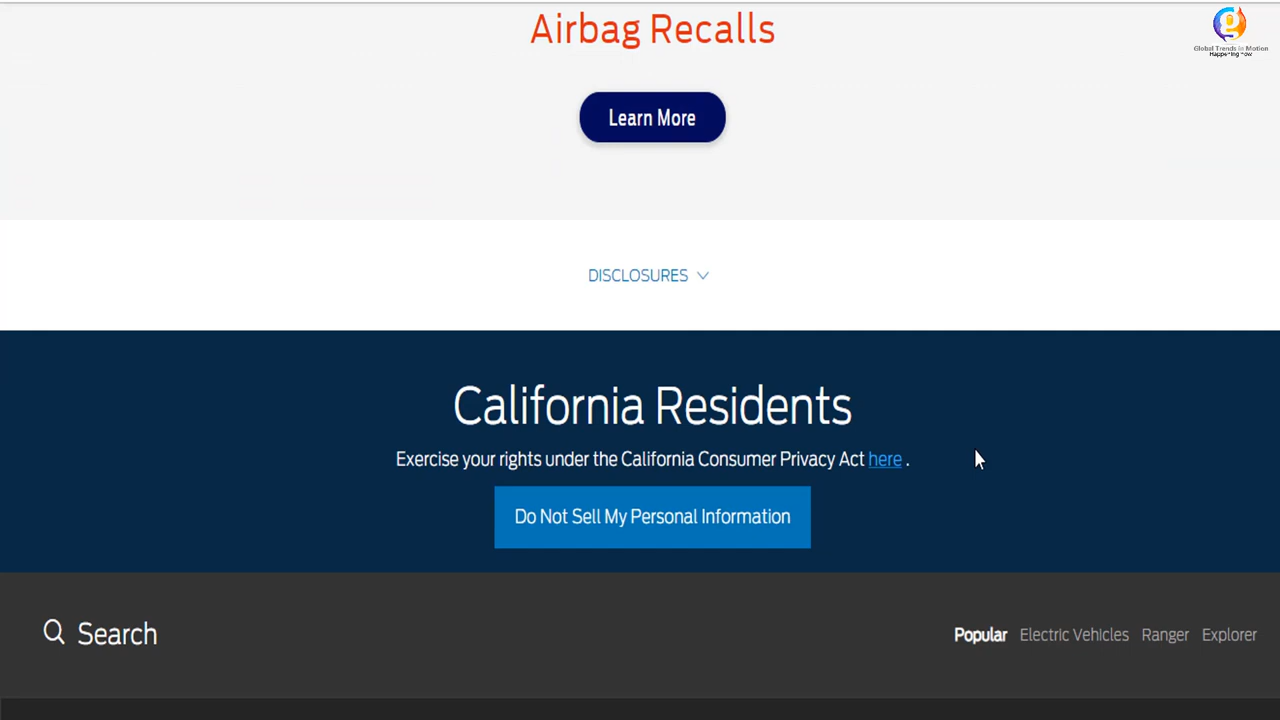 Airbag Recalls
g
Global Trends in Motion
Happening now
Learn More
DISCLOSURES
California Residents
Exercise your rights under the California Consumer Privacy Act here .
Do Not Sell My Personal Information
Search
Popular Electric Vehicles Ranger Explorer